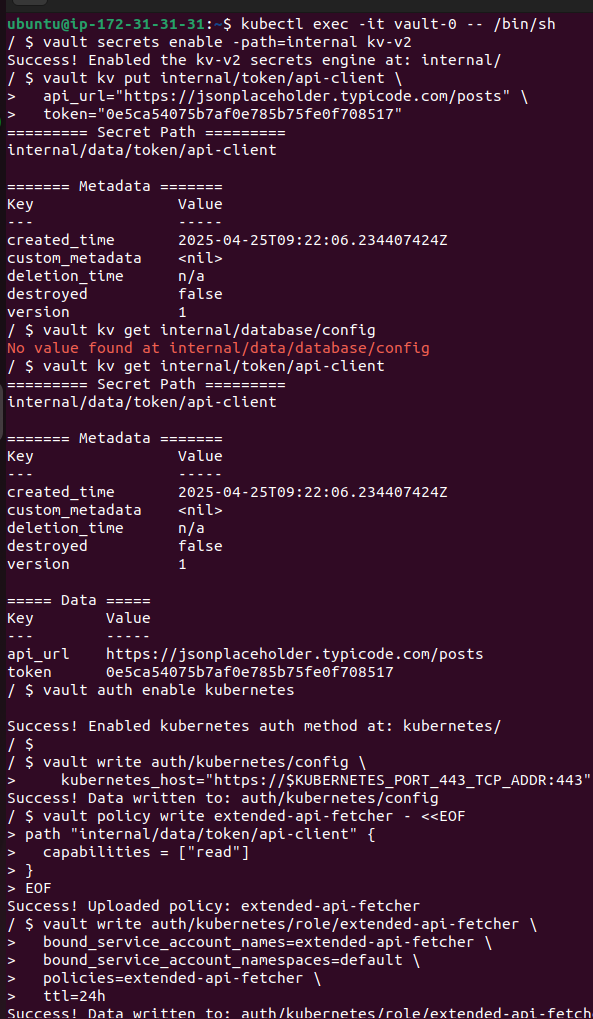 ubuntu@ip-172-31-31-31:~$ kubectl exec -it vault-0 -- /bin/sh
/ $ vault secrets enable -path=internal kv-v2
Success! Enabled the kv-v2 secrets engine at: internal/
/ $ vault kv put internal/token/api-client \
>   api_url="https://jsonplaceholder.typicode.com/posts" \
>   token="0e5ca54075b7af0e785b75fe0f708517"
========= Secret Path =========
internal/data/token/api-client

======= Metadata =======
Key                Value
---                -----
created_time       2025-04-25T09:22:06.234407424Z
custom_metadata    <nil>
deletion_time      n/a
destroyed          false
version            1
/ $ vault kv get internal/database/config
No value found at internal/data/database/config
/ $ vault kv get internal/token/api-client
========= Secret Path =========
internal/data/token/api-client

======= Metadata =======
Key                Value
---                -----
created_time       2025-04-25T09:22:06.234407424Z
custom_metadata    <nil>
deletion_time      n/a
destroyed          false
version            1

===== Data =====
Key        Value
---        -----
api_url    https://jsonplaceholder.typicode.com/posts
token      0e5ca54075b7af0e785b75fe0f708517
/ $ vault auth enable kubernetes

Success! Enabled kubernetes auth method at: kubernetes/
/ $
/ $ vault write auth/kubernetes/config \
>     kubernetes_host="https://$KUBERNETES_PORT_443_TCP_ADDR:443"
Success! Data written to: auth/kubernetes/config
/ $ vault policy write extended-api-fetcher - <<EOF
> path "internal/data/token/api-client" {
>   capabilities = ["read"]
> }
> EOF
Success! Uploaded policy: extended-api-fetcher
/ $ vault write auth/kubernetes/role/extended-api-fetcher \
>   bound_service_account_names=extended-api-fetcher \
>   bound_service_account_namespaces=default \
>   policies=extended-api-fetcher \
>   ttl=24h
Success! Data written to: auth/kubernetes/role/extended-api-fetch